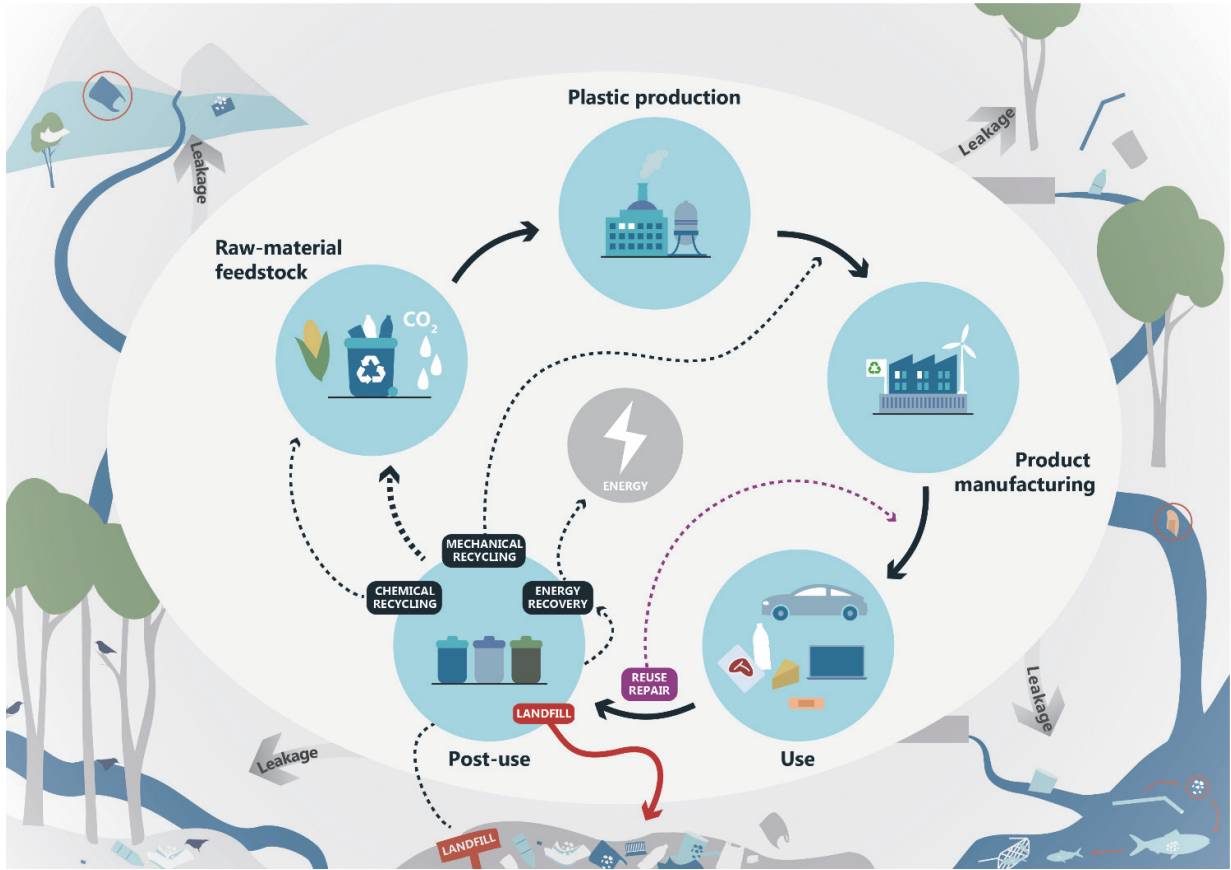 Plastic production
Leakage
Leakage
Raw-material
feedstock
CO₂
ENERGY
Product
manufacturing
MECHANICAL
RECYCLING
CHEMICAL
RECYCLING
ENERGY
RECOVERY
REUSE
REPAIR
LANDFILL
Leakage
Post-use
Use
Leakage
LANDFILL